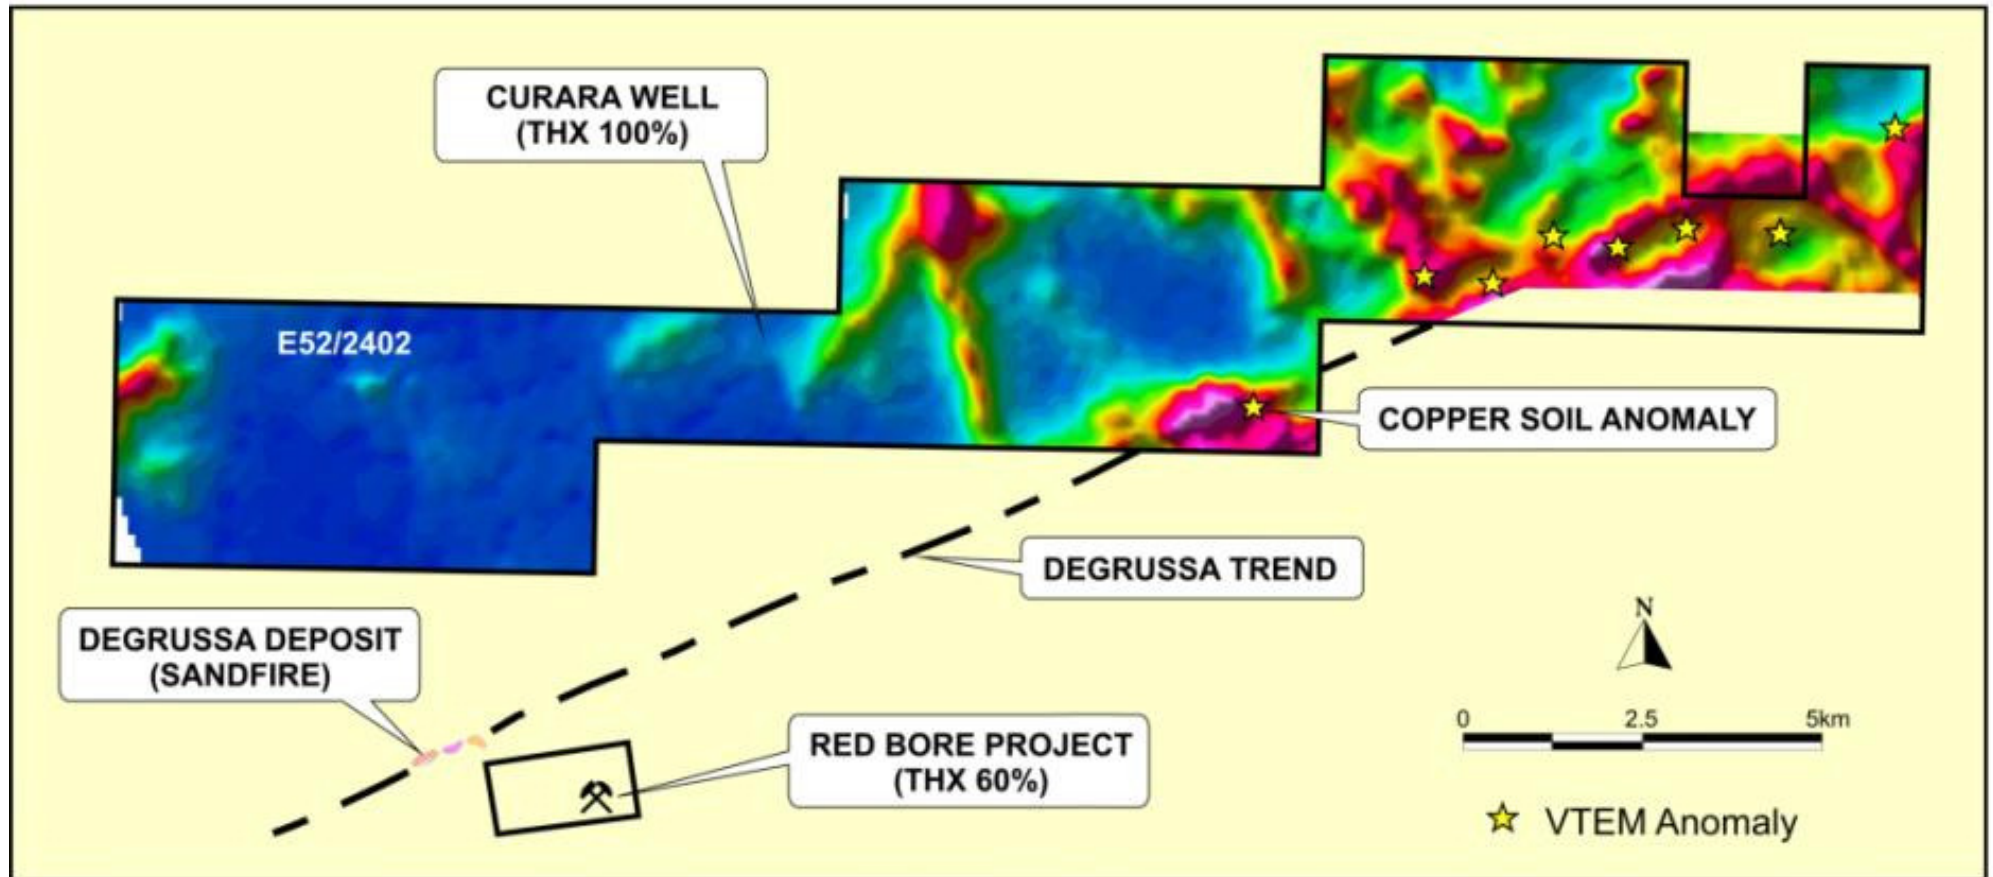 CURARA WELL
(THX 100%)
E52/2402
COPPER SOIL ANOMALY
DEGRUSSA TREND
DEGRUSSA DEPOSIT
(SANDFIRE)
RED BORE PROJECT
(THX 60%)
N
0 2.5 5km
VTEM Anomaly